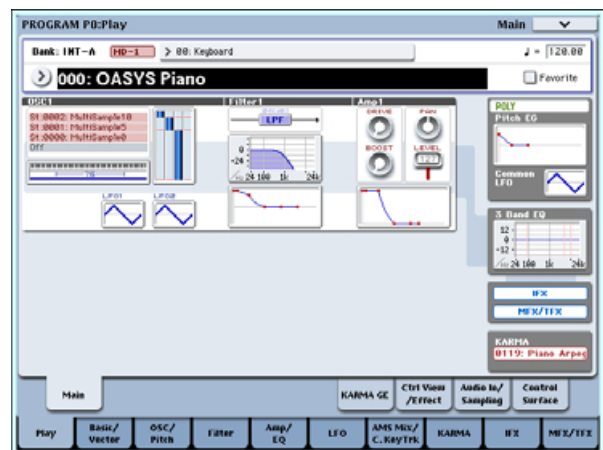 PROGRAM P0:Play
Main
Bank: INT-A HD-1 > 00: Keyboard
♩ = 120.00
000: OASYS Piano
Favorite
OSC1
Filter1
Amp1
St :0002: MultiSample10
St :0001: MultiSample5
St :0000: MultiSample0
Off
LPF
DRIVE
PAN
BOOST
LEVEL
127
0
-24
24 100 1k 24k
LFO1
LFO2
POLY
Pitch EG
Common
LFO
3 Band EQ
12
0
-12
24 100 1k 24k
IFX
MFX/TFX
KARMA
0119: Piano Arpeg
Main
KARMA GE
Ctrl View
/Effect
Audio In/
Sampling
Control
Surface
Play
Basic/
Vector
OSC/
Pitch
Filter
Amp/
EQ
LFO
AMS Mix/
C.KeyTrk
KARMA
IFX
MFX/TFX